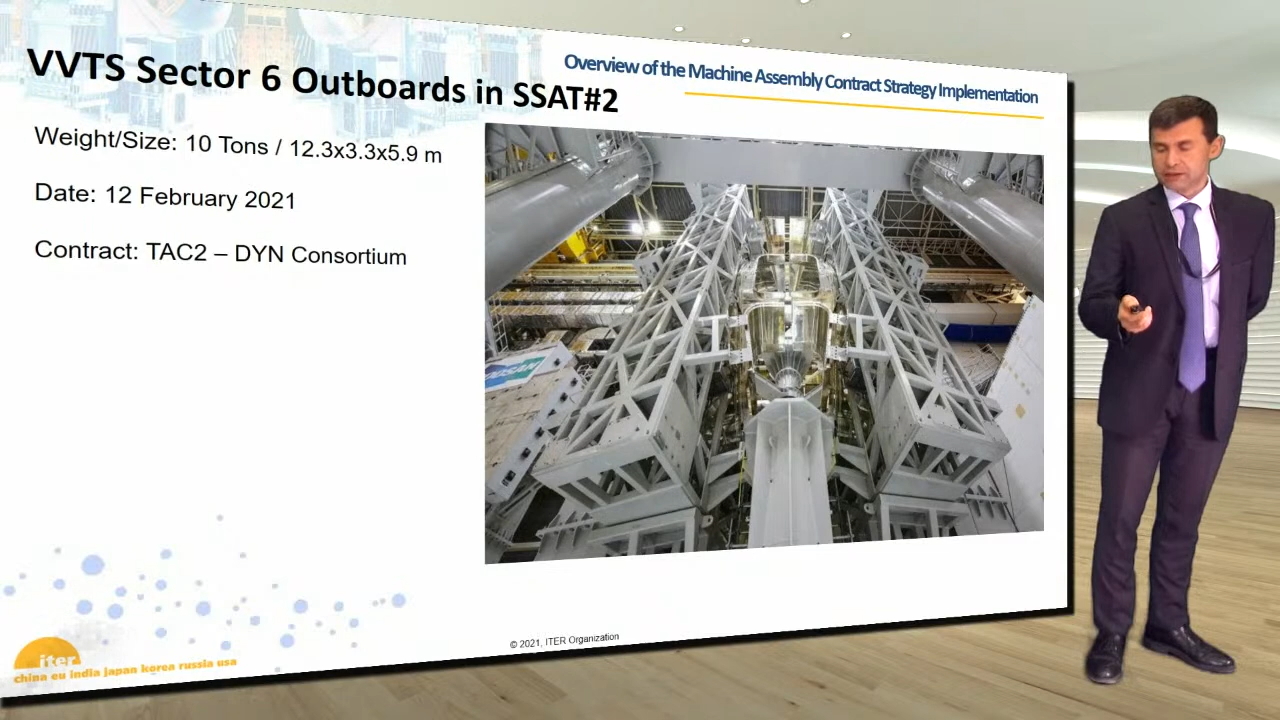 VVTS Sector 6 Outboards in SSAT#2
Overview of the Machine Assembly Contract Strategy Implementation
Weight/Size: 10 Tons / 12.3x3.3x5.9 m
Date: 12 February 2021
Contract: TAC2 – DYN Consortium
© 2021, ITER Organization
iter
china eu india japan korea russia usa